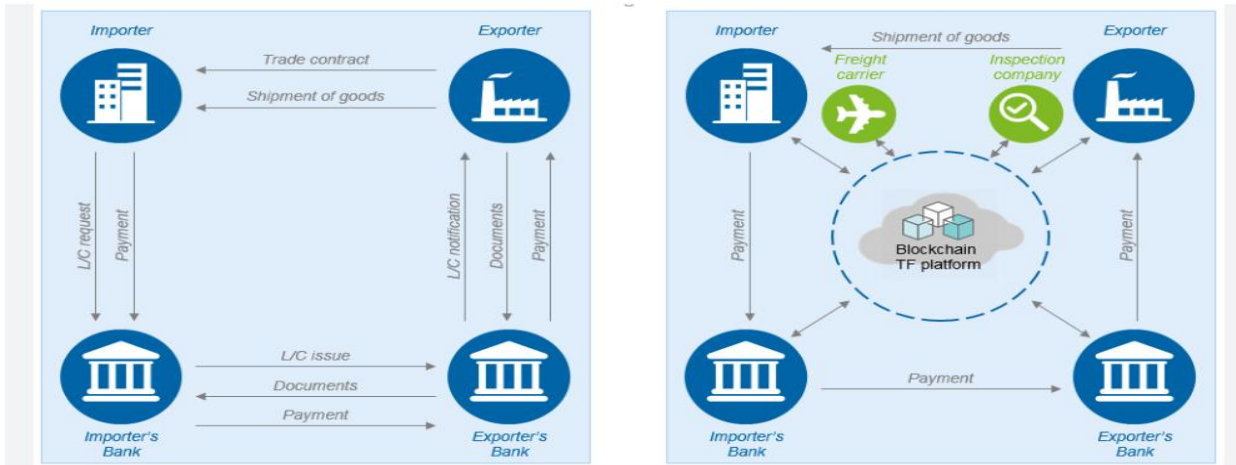 Importer
Exporter
Trade contract
Shipment of goods
L/C request
Payment
L/C notification
Documents
Payment
L/C issue
Documents
Payment
Importer's
Bank
Exporter's
Bank
Importer
Exporter
Shipment of goods
Freight
carrier
Inspection
company
Payment
Blockchain
TF platform
Payment
Payment
Importer's
Bank
Exporter's
Bank